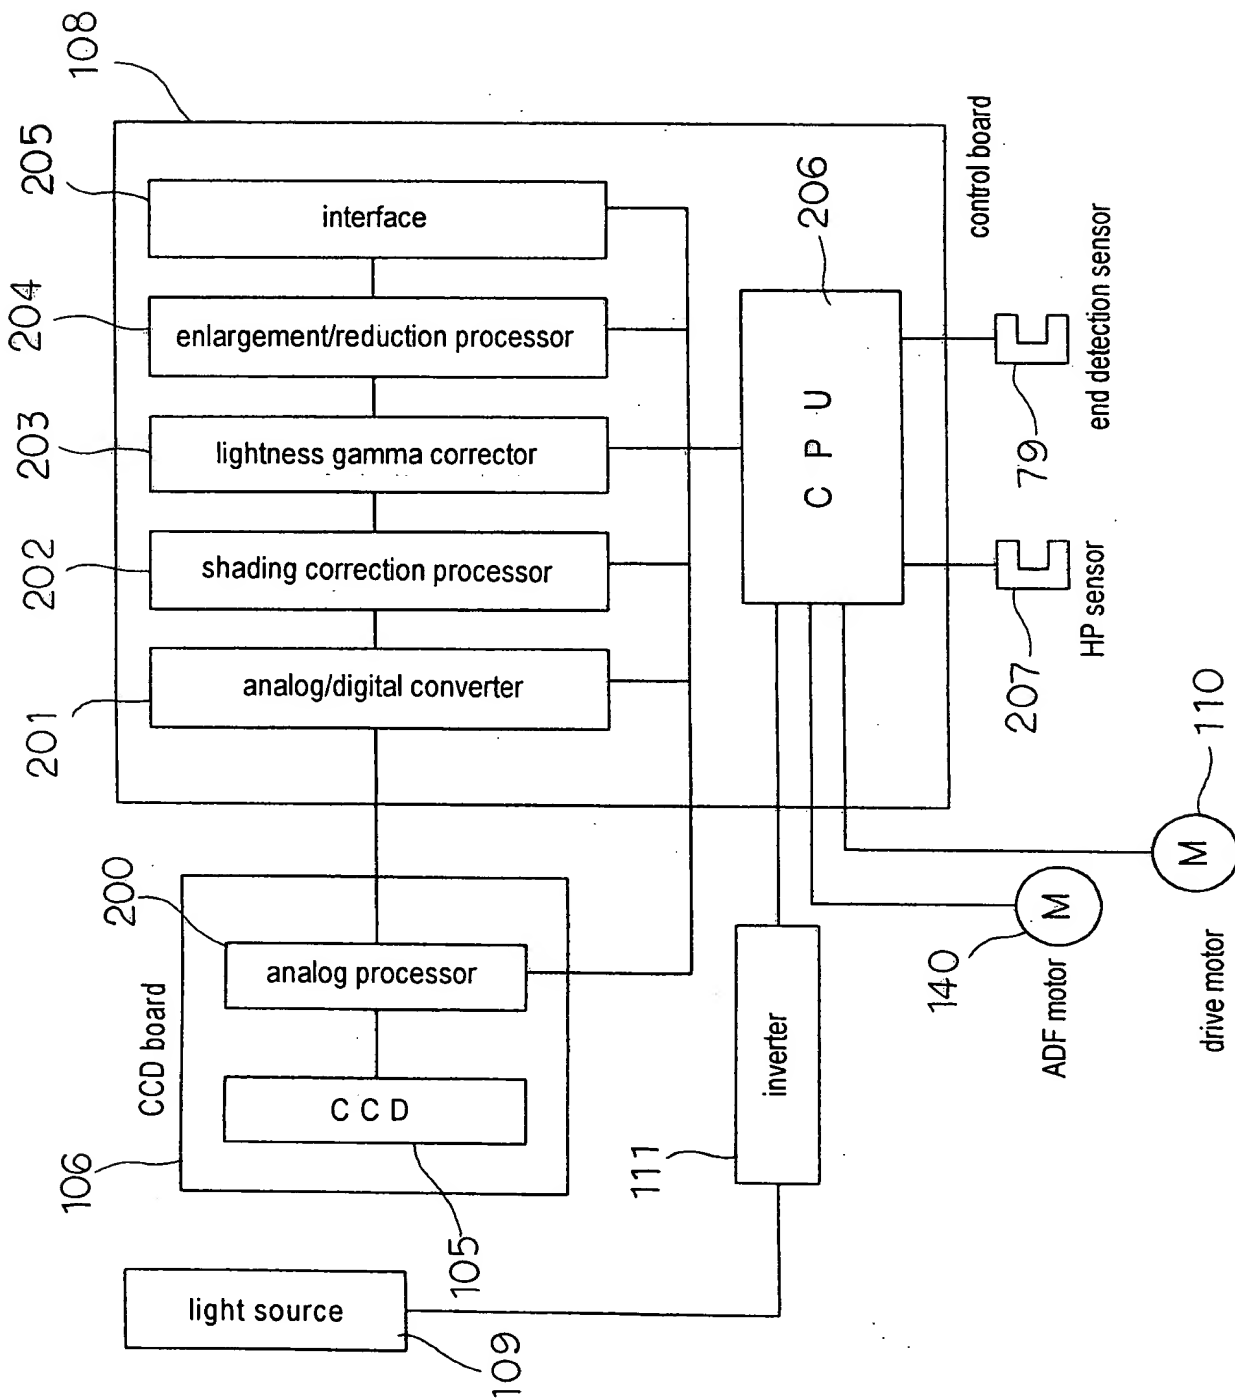 108
205
interface
204
enlargement/reduction processor
203
lightness gamma corrector
202
shading correction processor
201
analog/digital converter
206
C P U
control board
79
end detection sensor
207
HP sensor
200
analog processor
CCD board
C C D
106
105
110
M
drive motor
M
140
ADF motor
inverter
111
light source
109